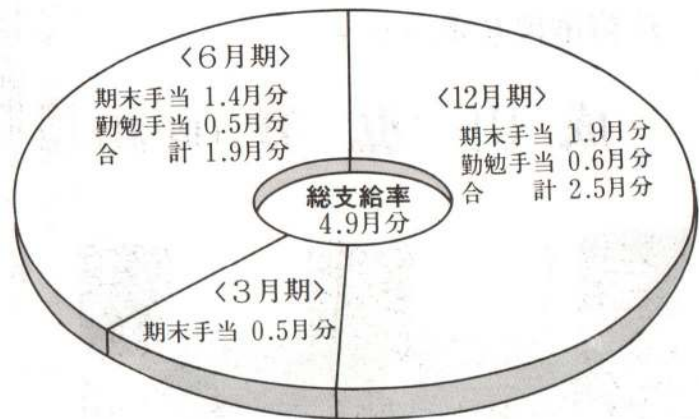 〈6月期〉
期末手当 1.4月分
勤勉手当 0.5月分
合　計 1.9月分
〈12月期〉
期末手当 1.9月分
勤勉手当 0.6月分
合　計 2.5月分
総支給率
4.9月分
〈3月期〉
期末手当 0.5月分